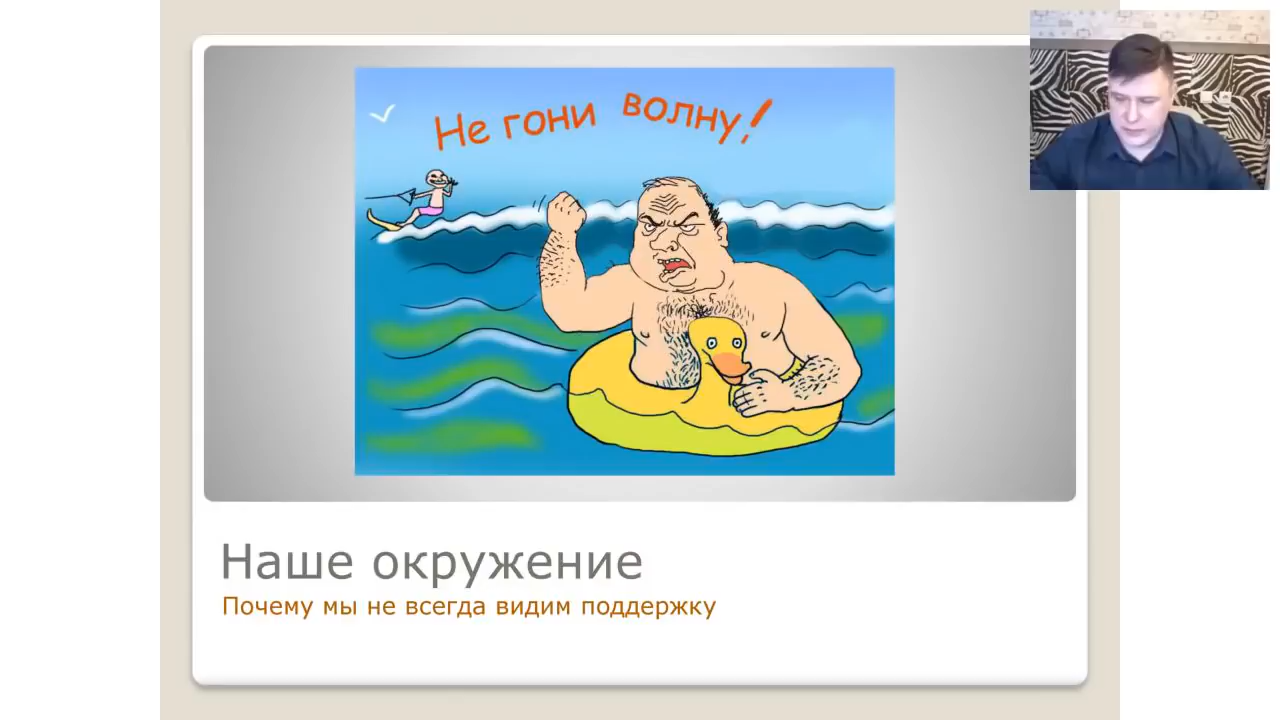 Не гони волну!
Наше окружение
Почему мы не всегда видим поддержку